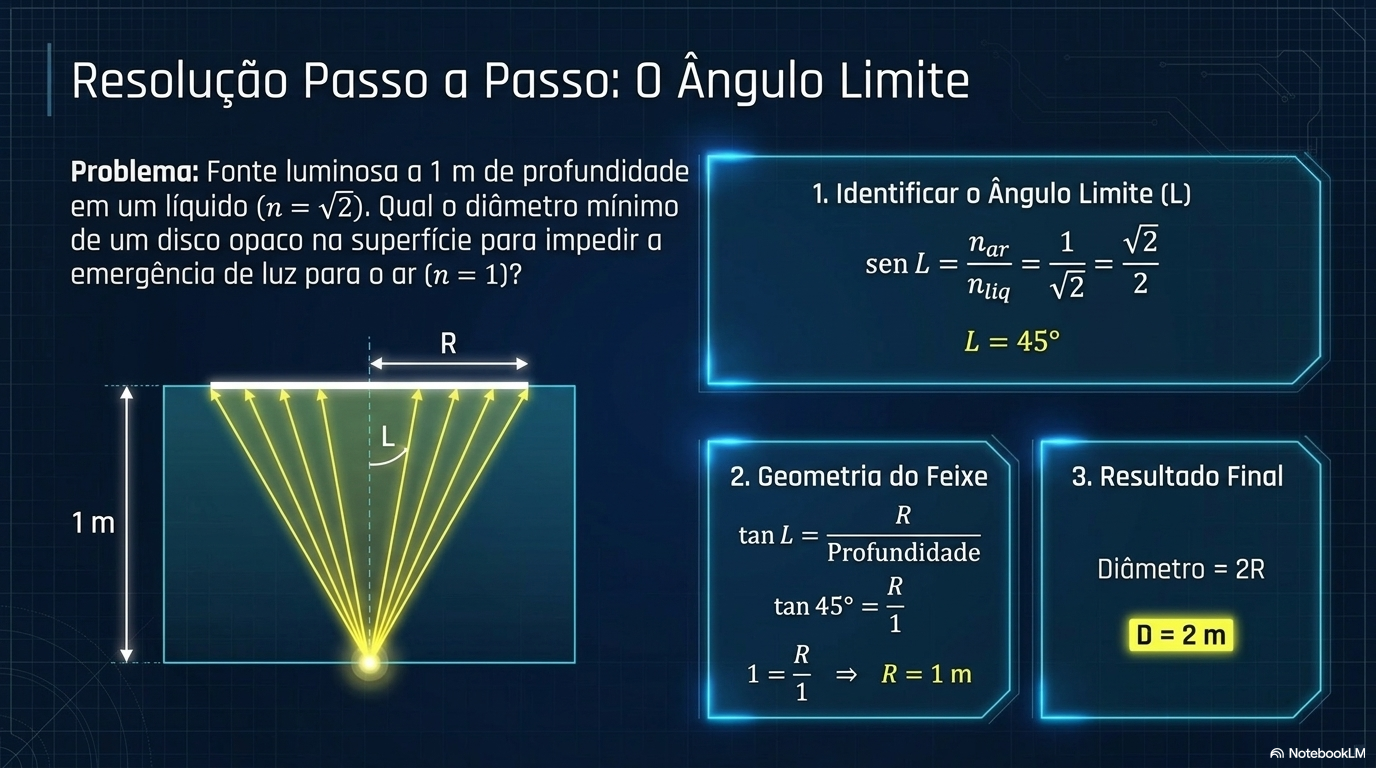 Resolução Passo a Passo: O Ângulo Limite
Problema: Fonte luminosa a 1 m de profundidade
em um líquido (n = √2). Qual o diâmetro mínimo
de um disco opaco na superfície para impedir a
emergência de luz para o ar (n = 1)?
R
L
1 m
1. Identificar o Ângulo Limite (L)
sen L = n_ar/n_liq = 1/√2 = √2/2
L = 45°
2. Geometria do Feixe
tan L = R/Profundidade
tan 45° = R/1
1 = R/1 ⇒ R = 1 m
3. Resultado Final
Diâmetro = 2R
D = 2 m
NotebookLM